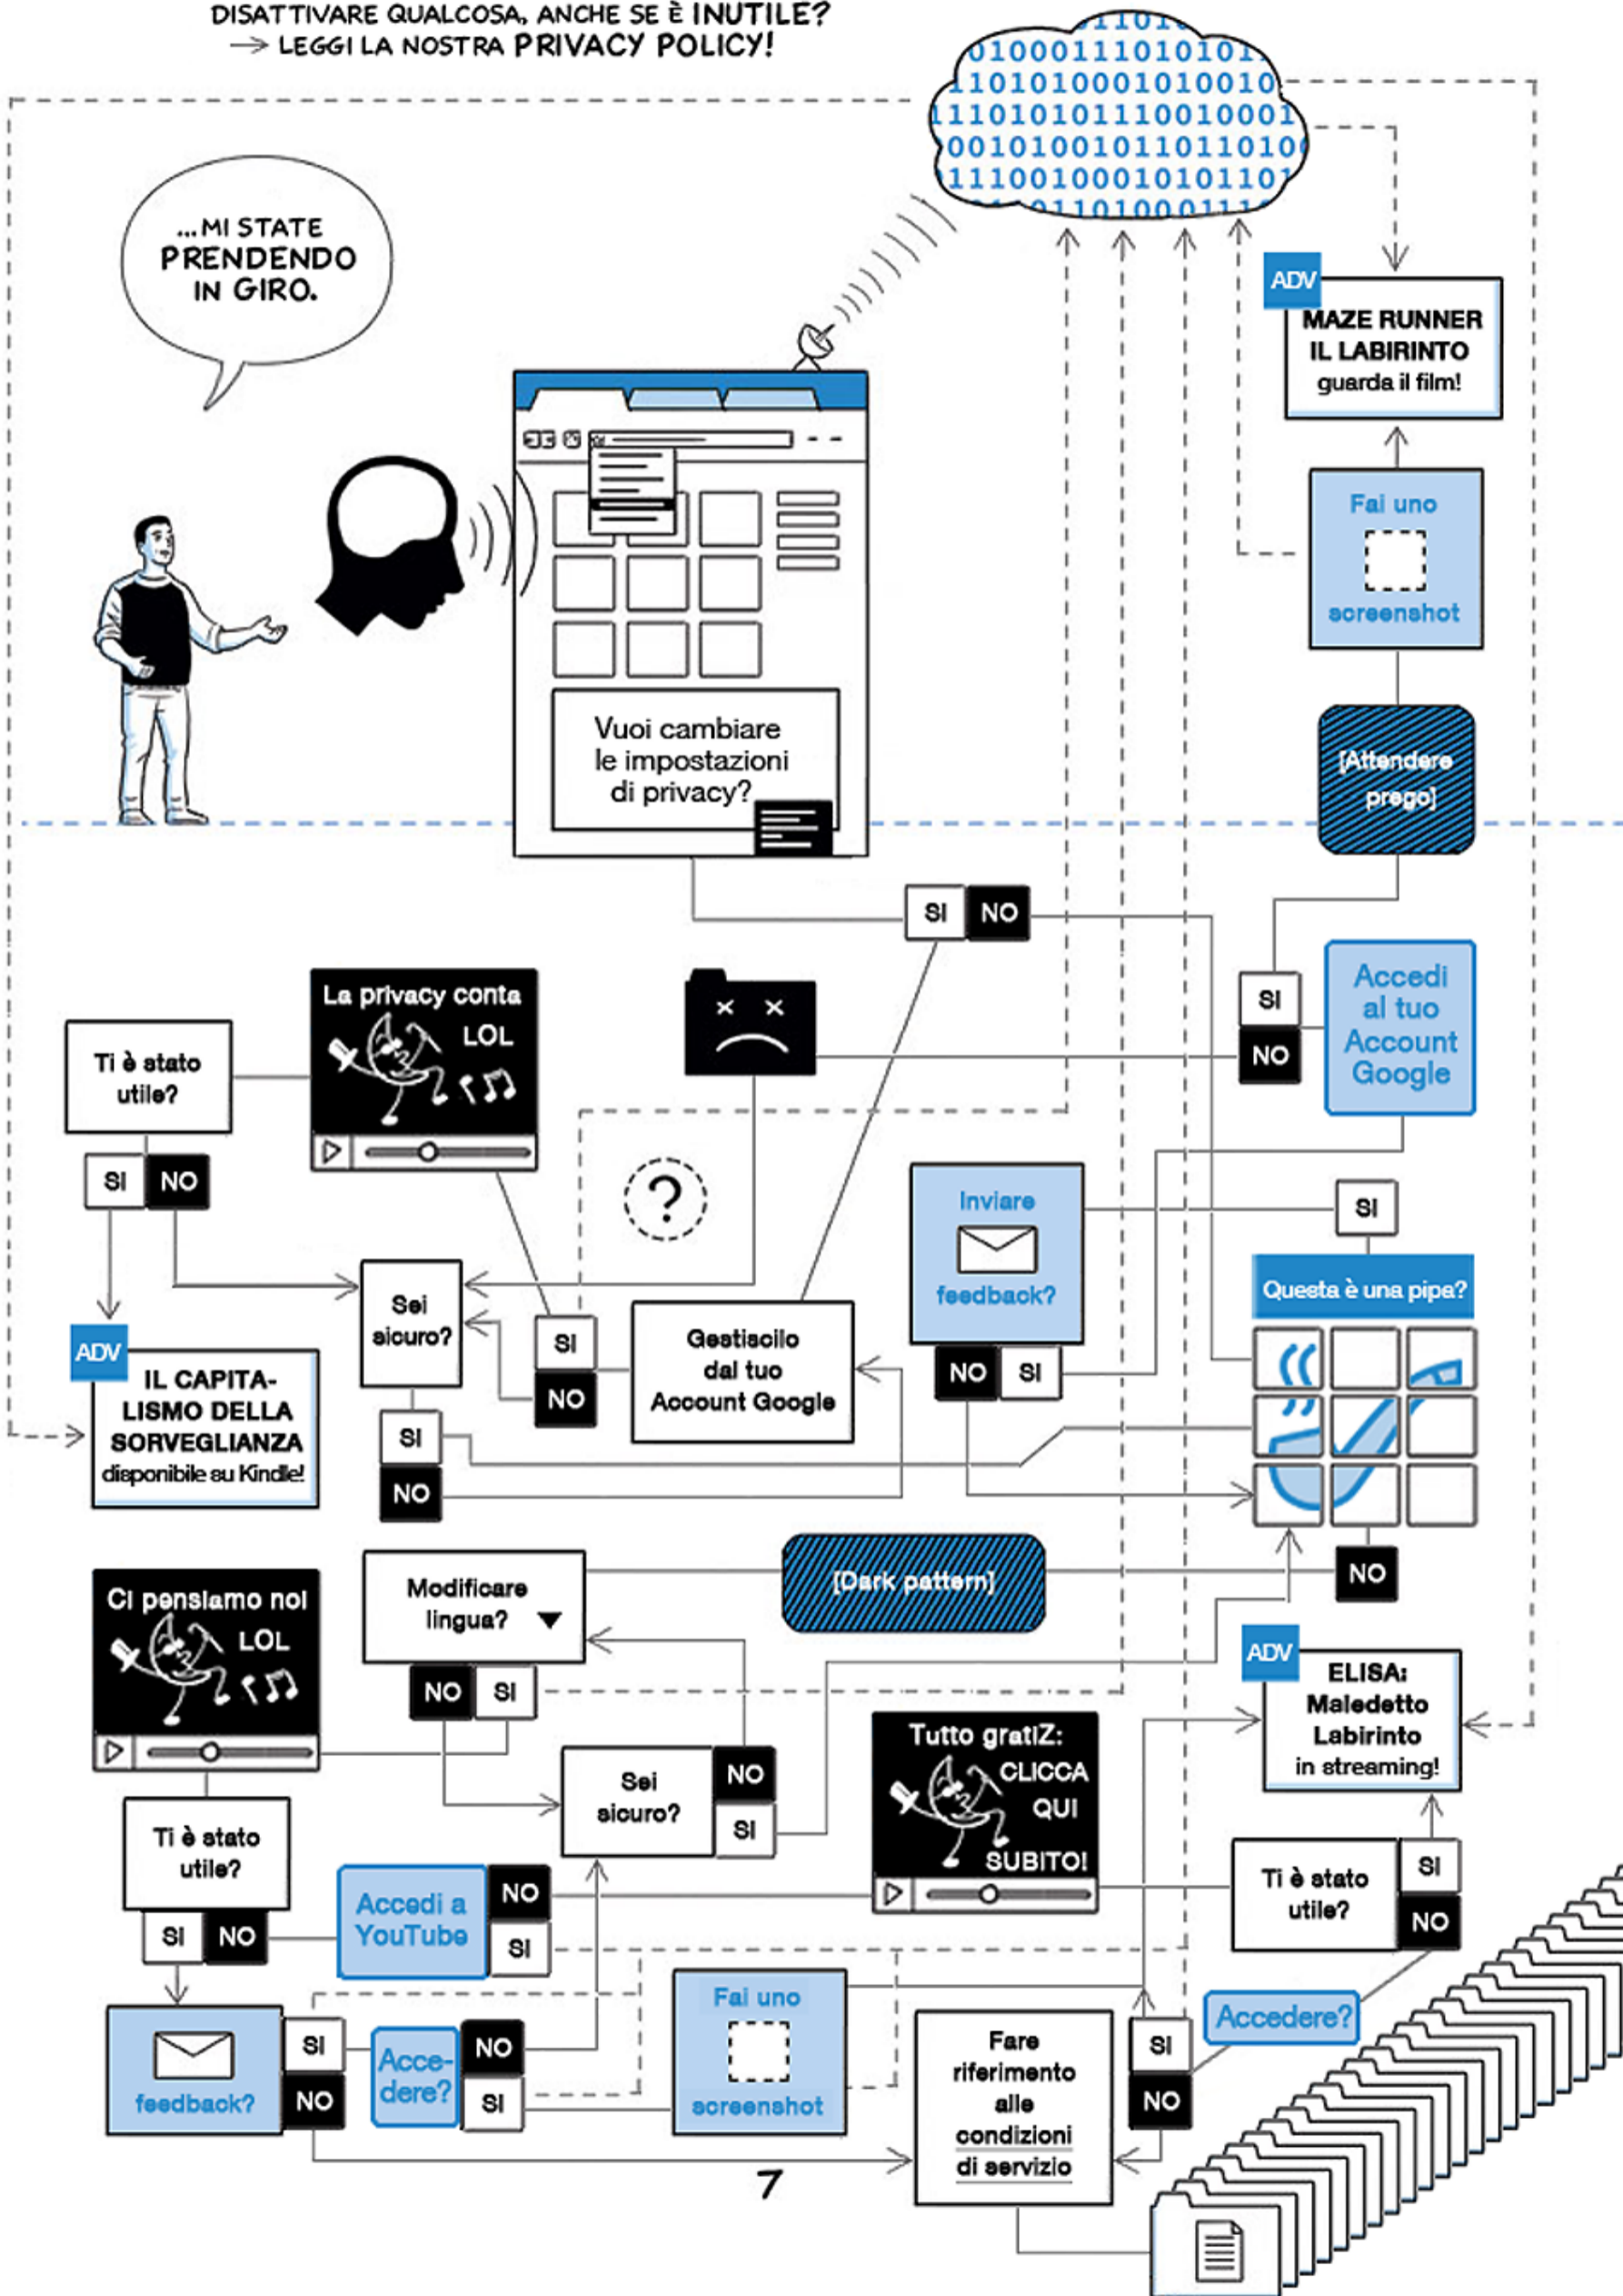 DISATTIVARE QUALCOSA, ANCHE SE È INUTILE?
→ LEGGI LA NOSTRA PRIVACY POLICY!
11010
0100011101010101
110101000101001010
1110101011100100011
0010100101101101010
111001000101011010
011010001110
...MI STATE
PRENDENDO
IN GIRO.
ADV
MAZE RUNNER
IL LABIRINTO
guarda il film!
Fai uno
screenshot
[Attendere
prego]
Vuoi cambiare
le impostazioni
di privacy?
SI NO
Accedi
al tuo
Account
Google
SI
NO
La privacy conta
LOL
Ti è stato
utile?
SI NO
?
Inviare
feedback?
NO SI
SI
Questa è una pipa?
NO
Sei
sicuro?
SI
NO
SI
NO
Gestiscilo
dal tuo
Account Google
ADV
IL CAPITA-
LISMO DELLA
SORVEGLIANZA
disponibile su Kindle!
[Dark pattern]
Modificare
lingua?
NO SI
Ci pensiamo noi
LOL
Sei
sicuro?
NO
SI
Tutto gratiZ:
CLICCA
QUI
SUBITO!
ADV
ELISA:
Maledetto
Labirinto
in streaming!
Ti è stato
utile?
SI NO
Accedi a
YouTube
NO
SI
Ti è stato
utile?
SI
NO
Accedere?
feedback?
SI
NO
Acce-
dere?
NO
SI
Fai uno
screenshot
Fare
riferimento
alle
condizioni
di servizio
SI
NO
7